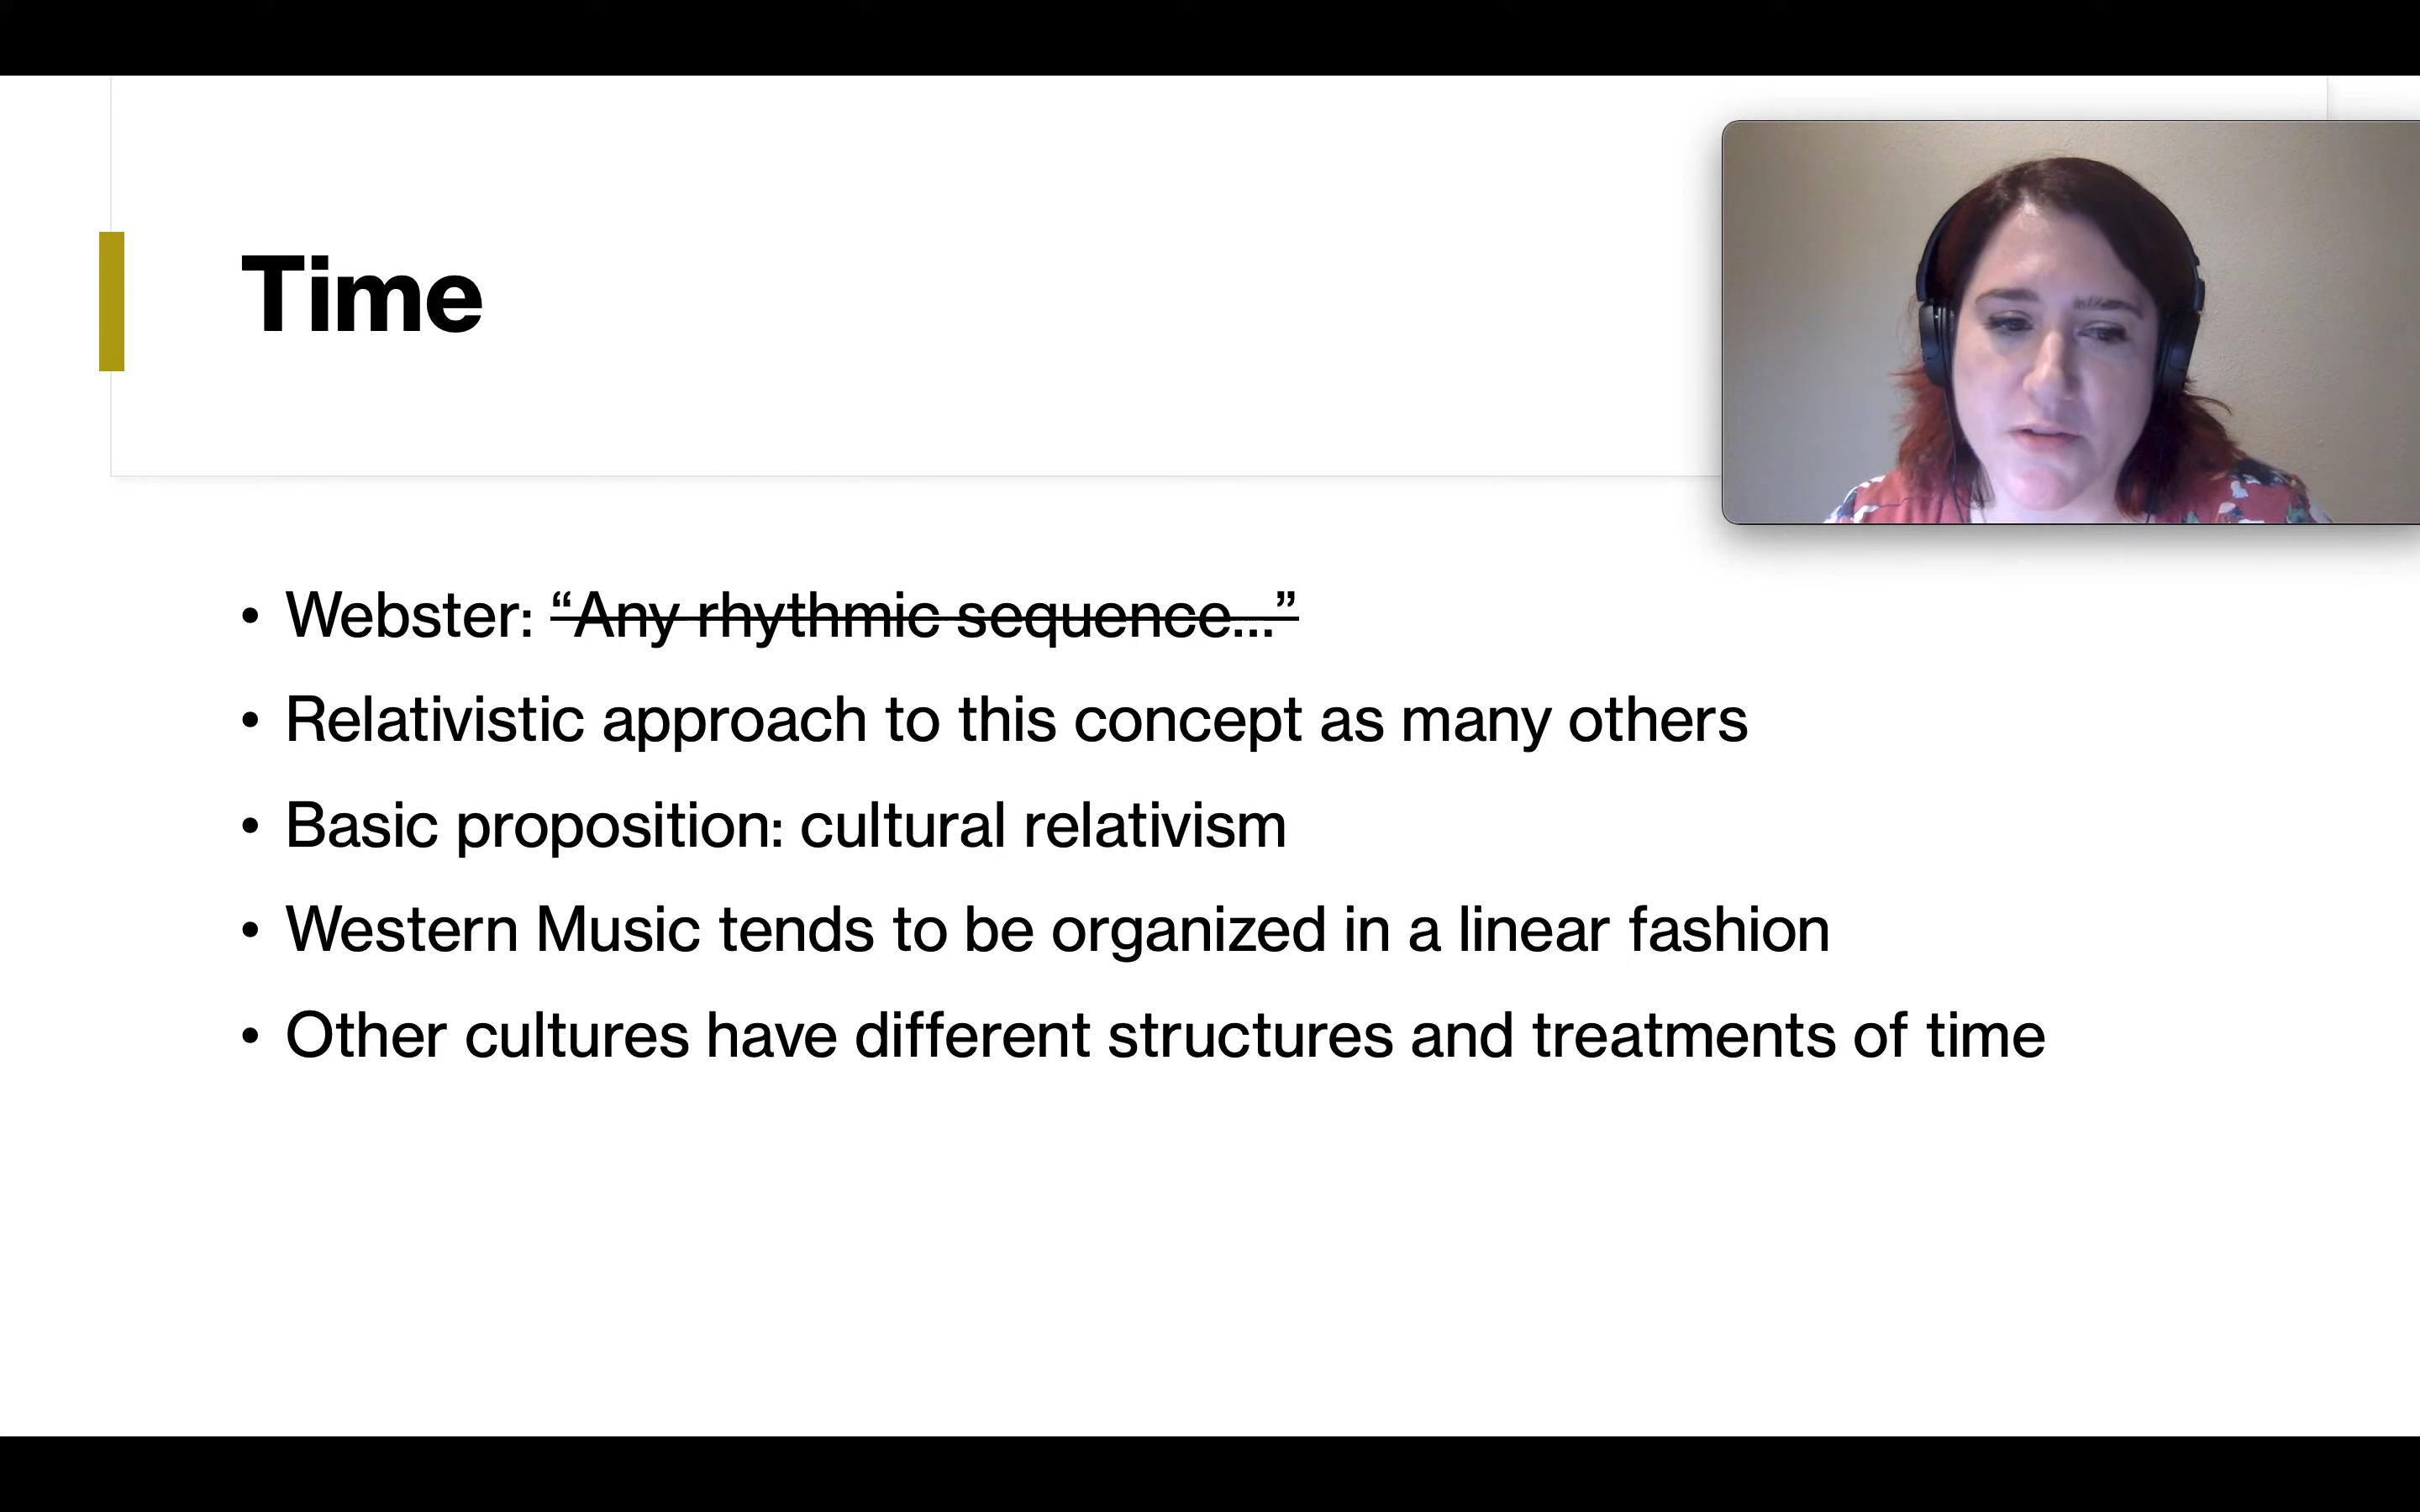 Time
• Webster: “Any rhythmic sequence...”
• Relativistic approach to this concept as many others
• Basic proposition: cultural relativism
• Western Music tends to be organized in a linear fashion
• Other cultures have different structures and treatments of time